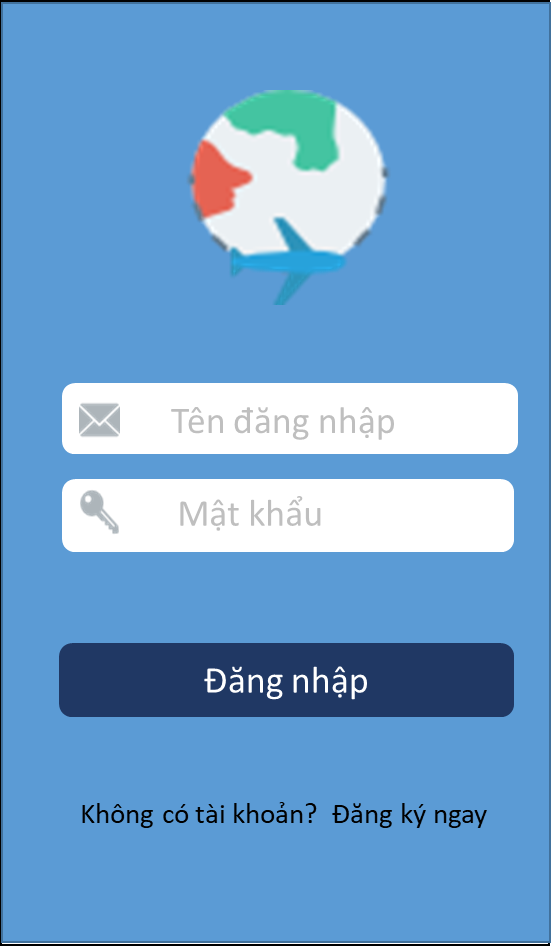 Tên đăng nhập
Mật khẩu
Đăng nhập
Không có tài khoản? Đăng ký ngay